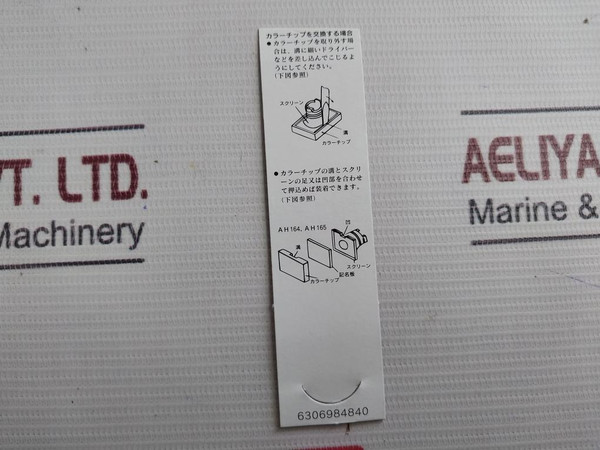 カラーチップを交換する場合
●カラーチップを取り外す場
合は、溝に細いドライバー
などを差し込んでこじるよ
うにしてください。
(下図参照)
スクリーン
溝
カラーチップ
●カラーチップの溝とスクリ
ーンの足又は凹部を合わせ
て押込めば装着できます。
(下図参照)
AH164, AH165
凹
溝
スクリーン
記名板
カラーチップ
6306984840
VT. LTD.
Machinery
AELIYA
Marine &